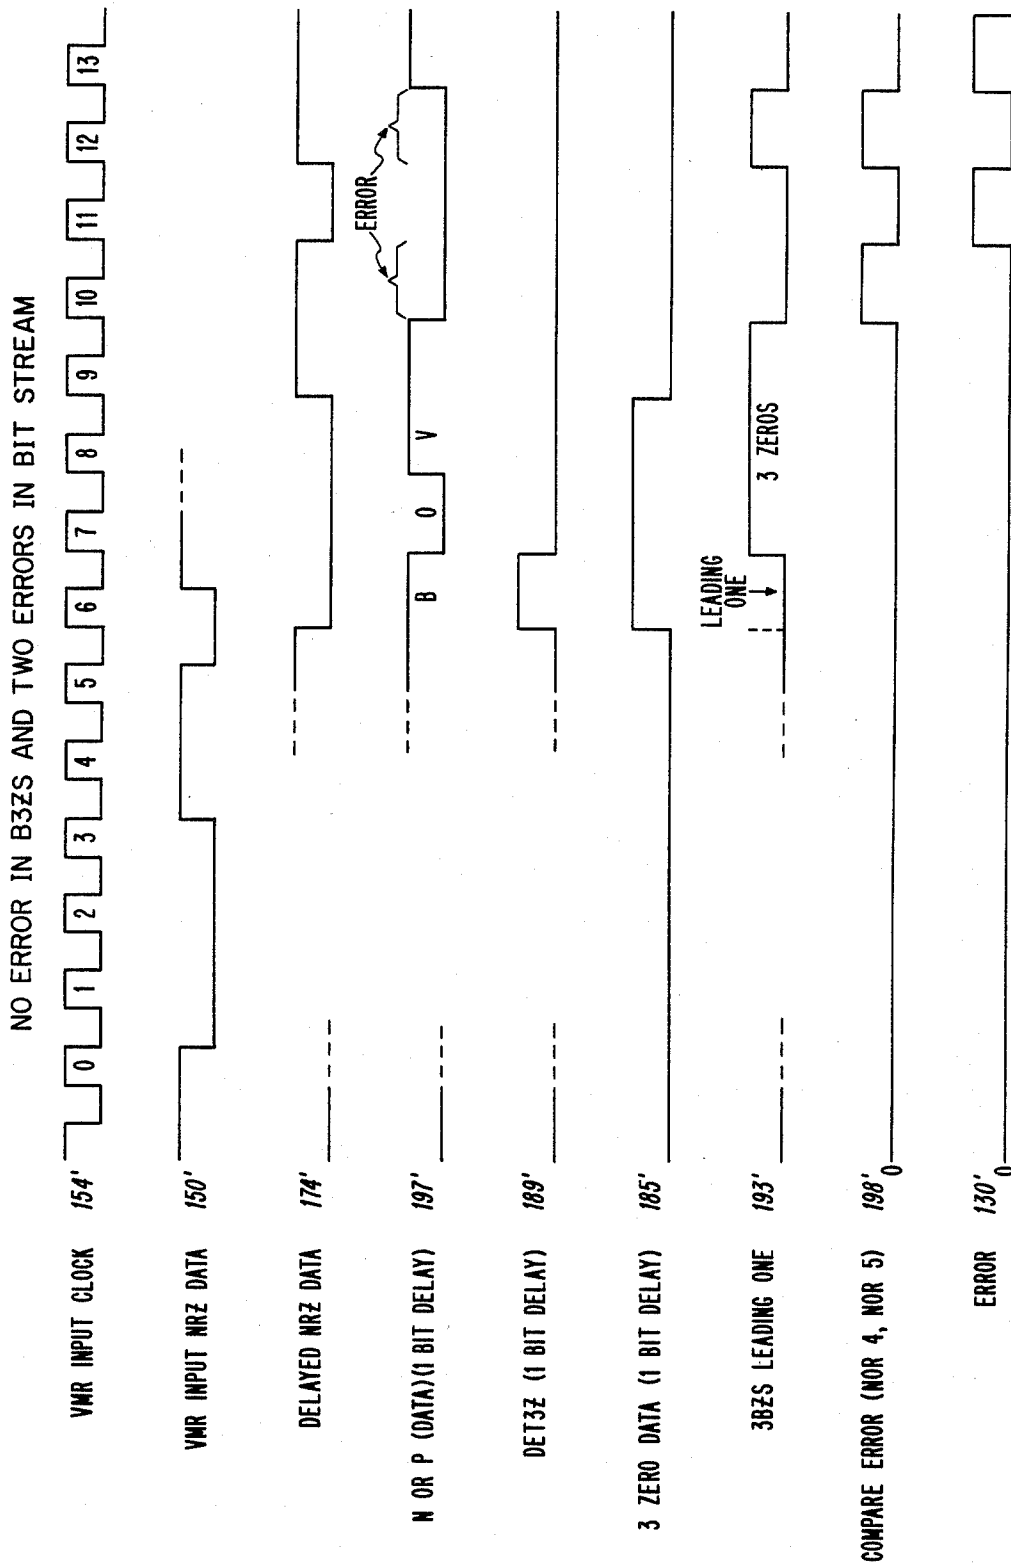 NO ERROR IN B3ZS AND TWO ERRORS IN BIT STREAM
VMR INPUT CLOCK 154'
0 1 2 3 4 5 6 7 8 9 10 11 12 13
VMR INPUT NRZ DATA 150'
DELAYED NRZ DATA 174'
N OR P (DATA)(1 BIT DELAY) 197'
B 0 V
ERROR
DET3Z (1 BIT DELAY) 189'
3 ZERO DATA (1 BIT DELAY) 185'
3BZS LEADING ONE 193'
LEADING
ONE
3 ZEROS
COMPARE ERROR (NOR 4, NOR 5) 198'
0
ERROR 130'
0